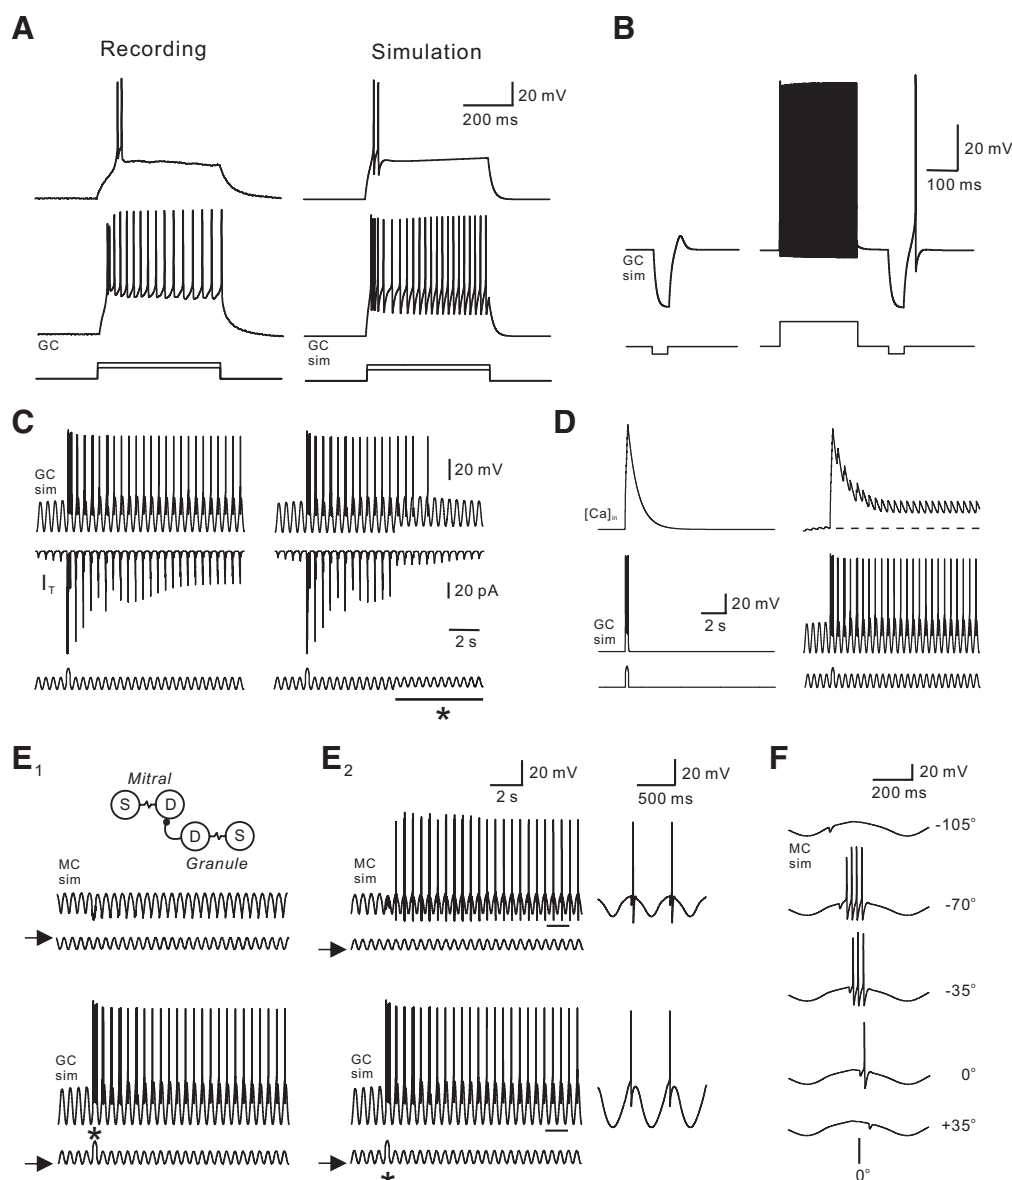 A
Recording
Simulation
20 mV
200 ms
GC
GC
sim
B
20 mV
100 ms
GC
sim
C
GC
sim
20 mV
I_T
20 pA
2 s
*
D
[Ca]in
GC
sim
20 mV
2 s
E1
Mitral
S
D
D
S
Granule
MC
sim
GC
sim
*
E2
20 mV
2 s
20 mV
500 ms
MC
sim
GC
sim
*
F
20 mV
200 ms
-105°
MC
sim
-70°
-35°
0°
+35°
0°